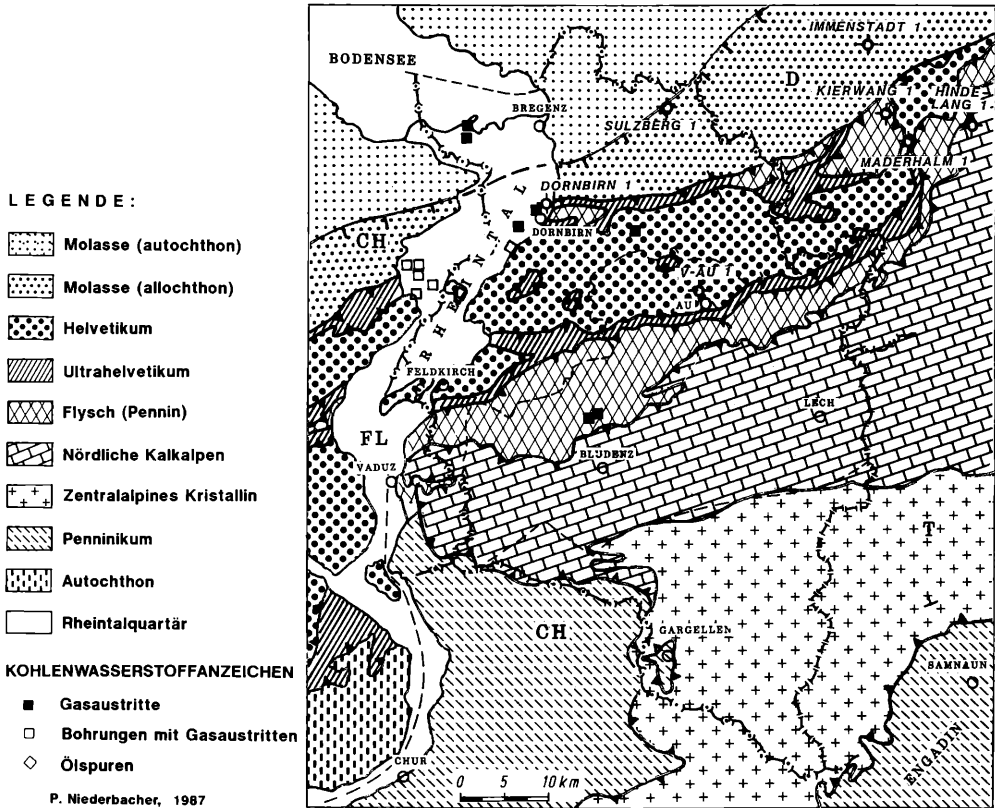 LEGENDE:
Molasse (autochthon)
Molasse (allochthon)
Helvetikum
Ultrahelvetikum
Flysch (Pennin)
Nördliche Kalkalpen
Zentralalpines Kristallin
Penninikum
Autochthon
Rheintalquartär
KOHLENWASSERSTOFFANZEICHEN
Gasaustritte
Bohrungen mit Gasaustritten
Ölspuren
P. Niederbacher, 1987
IMMENSTADT 1
BODENSEE
D
KIERWANG 1
HINDE-
LANG 1
BREGENZ
SULZBERG 1
MADERHALM 1
DORNBIRN 1
CH
DORNBIRN
RHEINTAL
V-AU 1
AU
FELDKIRCH
LECH
FL
BLUDENZ
VADUZ
T
CH
GARGELLEN
SAMNAUN
ENGADIN
CHUR
0 5 10 km